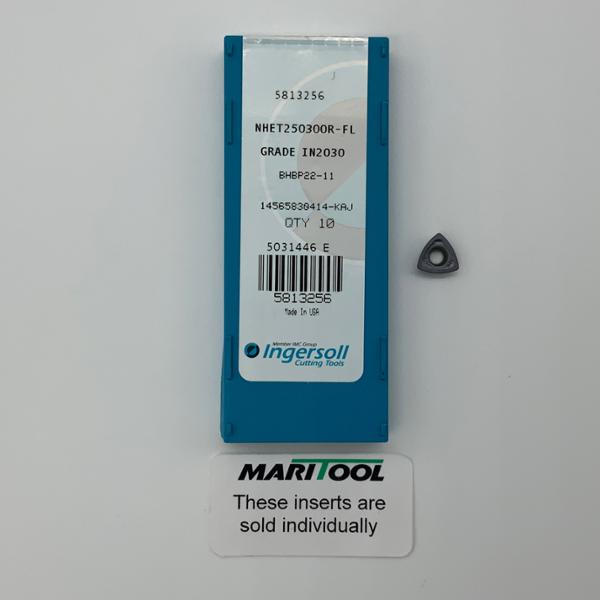 J
5813256
NHET250300R-FL
GRADE IN2030
BHBP22-11
14565830414-KAJ
QTY 10
5031446 E
5813256
Made In USA
Member IMC Group
Ingersoll
Cutting Tools
MARITOOL
These inserts are
sold individually